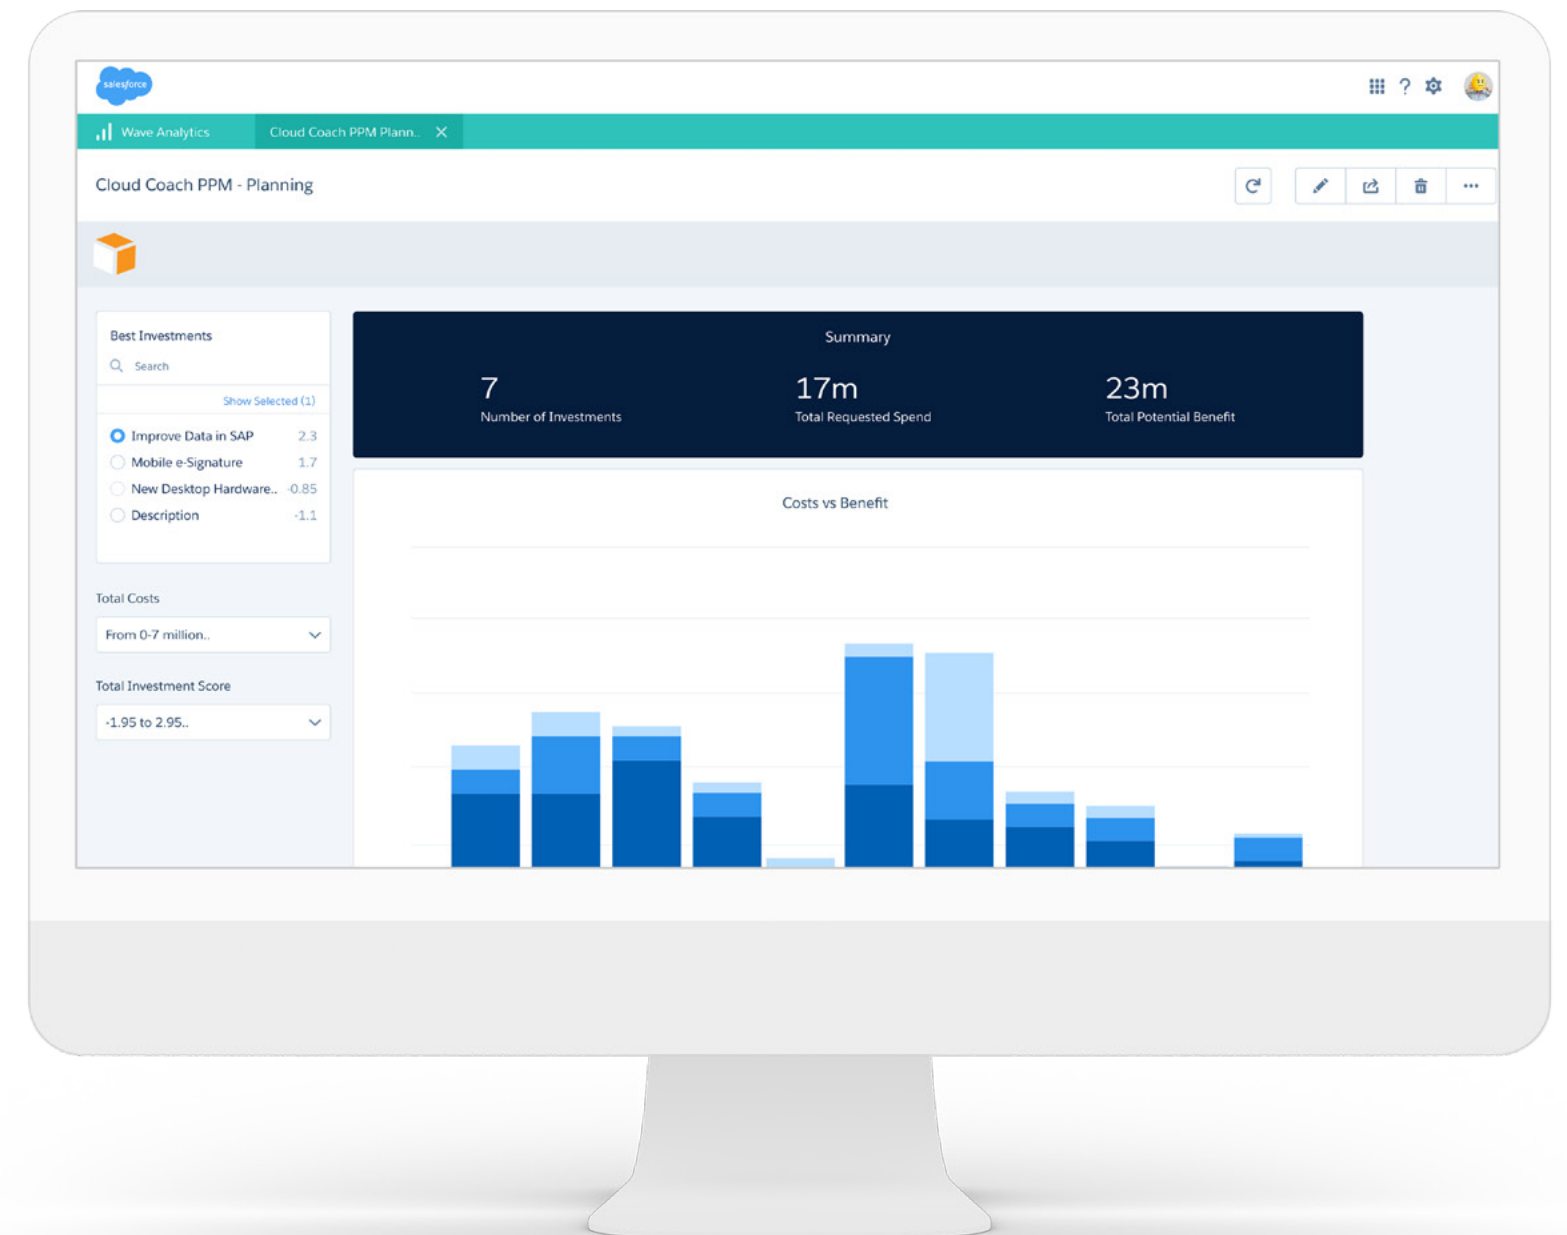 salesforce
?
Wave Analytics
Cloud Coach PPM Plann..
Cloud Coach PPM - Planning
Best Investments
Search
Show Selected (1)
Improve Data in SAP 2.3
Mobile e-Signature 1.7
New Desktop Hardware.. -0.85
Description -1.1
Total Costs
From 0-7 million..
Total Investment Score
-1.95 to 2.95..
Summary
7 17m 23m
Number of Investments Total Requested Spend Total Potential Benefit
Costs vs Benefit